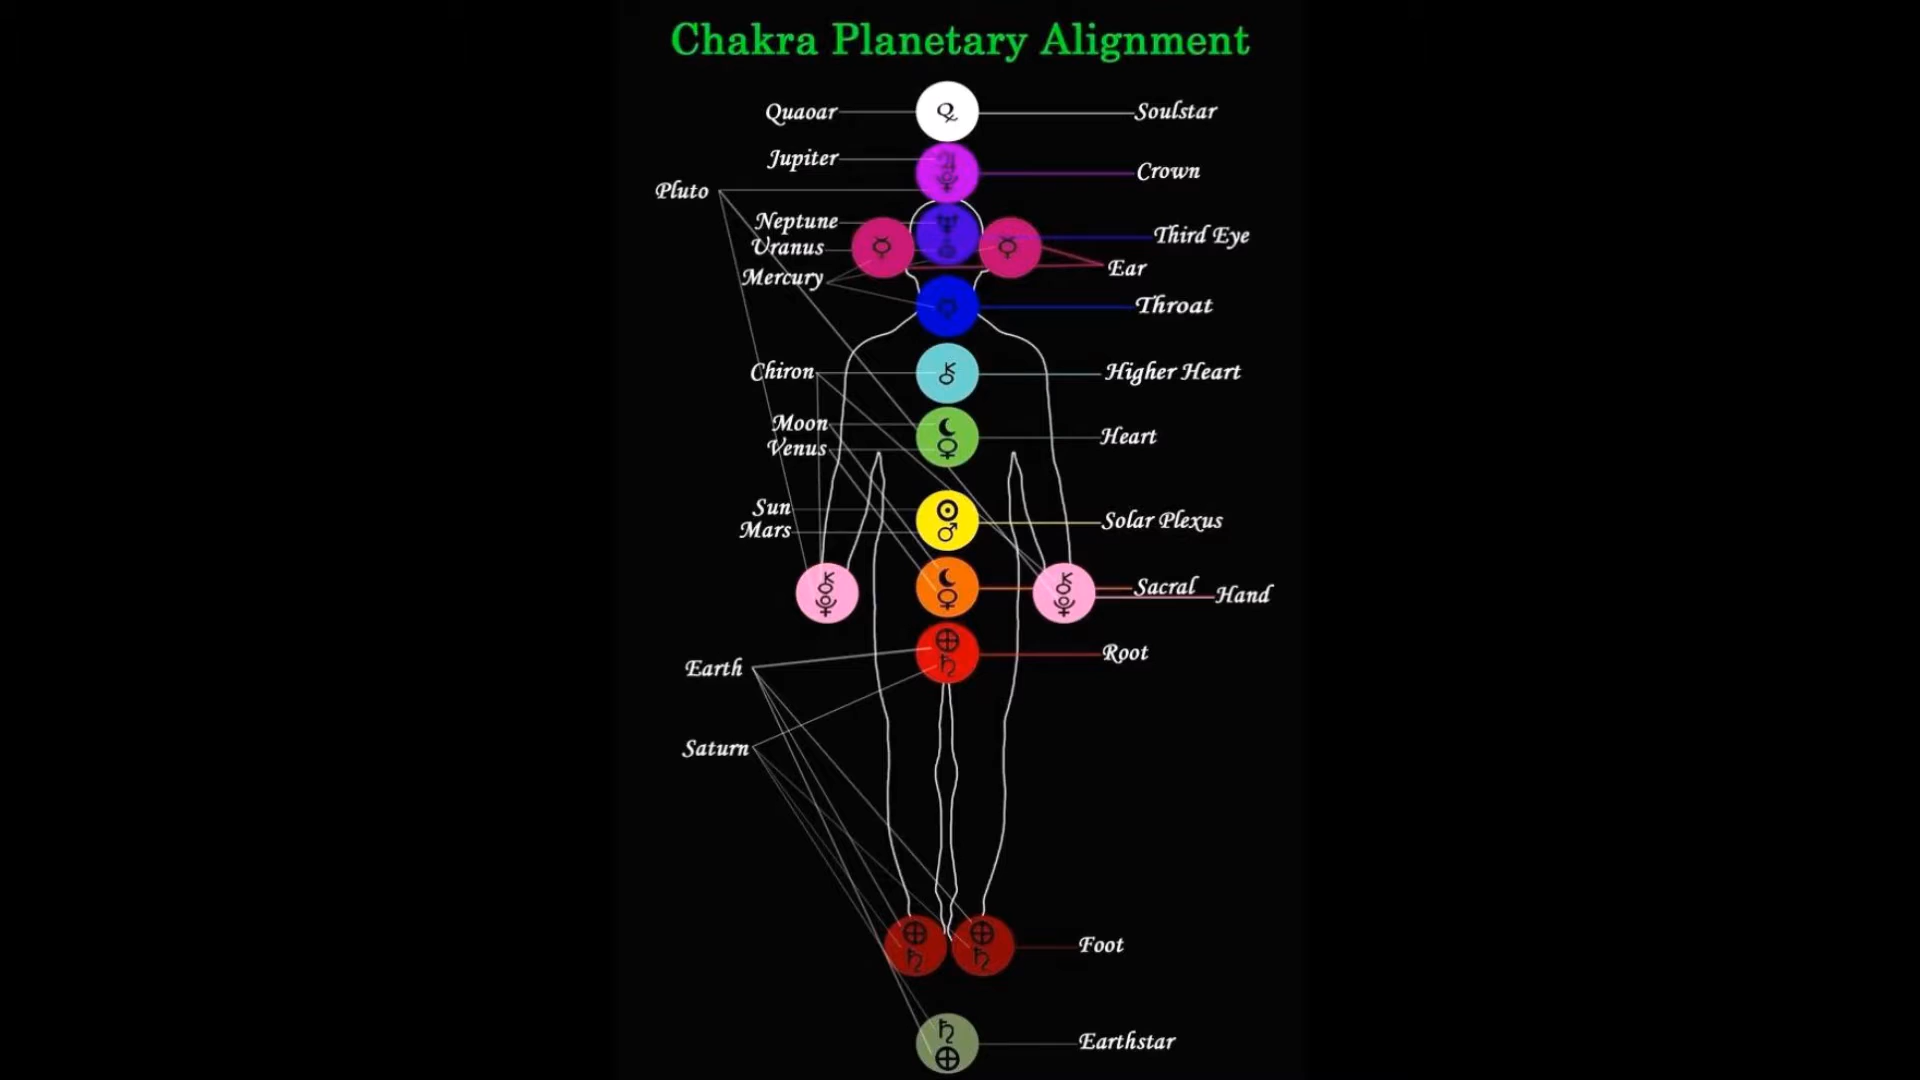 Chakra Planetary Alignment
Quaoar
Soulstar
Jupiter
Crown
Pluto
Neptune
Third Eye
Uranus
Ear
Mercury
Throat
Chiron
Higher Heart
Moon
Heart
Venus
Sun
Solar Plexus
Mars
Sacral
Hand
Root
Earth
Saturn
Foot
Earthstar